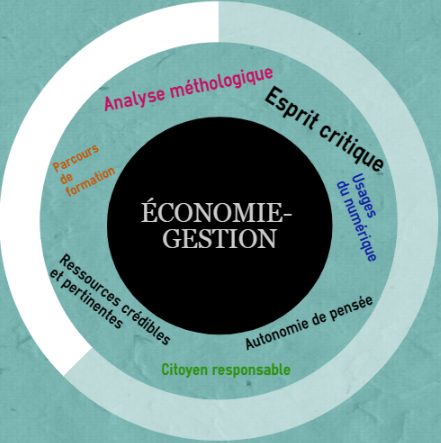 Analyse méthologique
Esprit critique
Usages
du numérique
Autonomie de pensée
Citoyen responsable
Ressources crédibles
et pertinentes
Parcours
de
formation
ÉCONOMIE-
GESTION